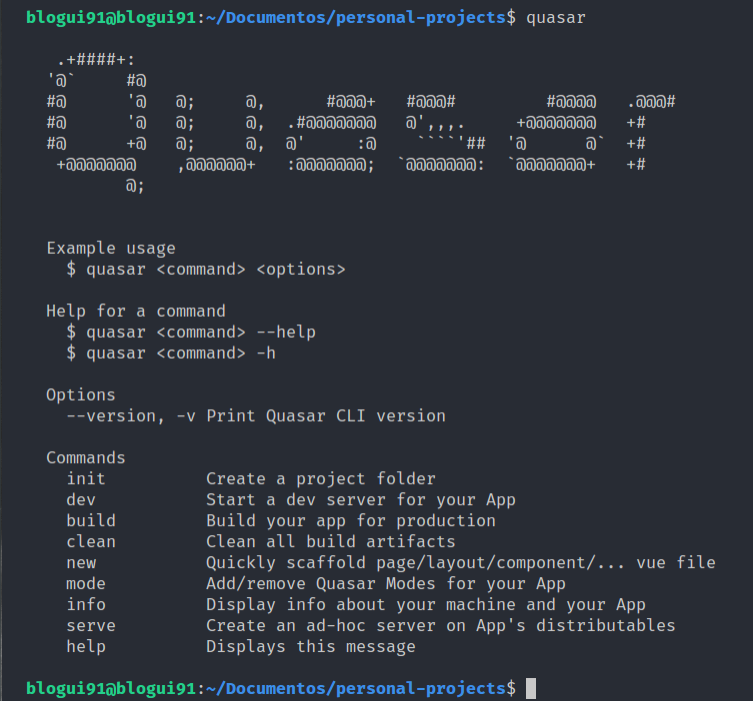 blogui91@blogui91:~/Documentos/personal-projects$ quasar
Quasar
Example usage
$ quasar <command> <options>
Help for a command
$ quasar <command> --help
$ quasar <command> -h
Options
--version, -v Print Quasar CLI version
Commands
init Create a project folder
dev Start a dev server for your App
build Build your app for production
clean Clean all build artifacts
new Quickly scaffold page/layout/component/... vue file
mode Add/remove Quasar Modes for your App
info Display info about your machine and your App
serve Create an ad-hoc server on App's distributables
help Displays this message
blogui91@blogui91:~/Documentos/personal-projects$